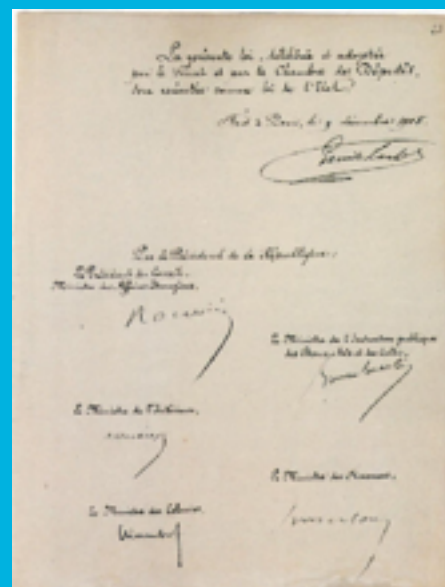 La présente loi, délibérée et adoptée
par le Sénat et par la Chambre des Députés,
sera exécutée comme loi de l'Etat.
Fait à Paris, le 9 décembre 1905
Par le Président de la République:
Le Président du Conseil,
Ministre des Affaires Etrangères,
Rouvier
Le Ministre de l'Instruction publique
des Beaux-Arts et des Cultes,
Le Ministre de l'Intérieur,
Le Ministre des Finances,
Le Ministre des Colonies,